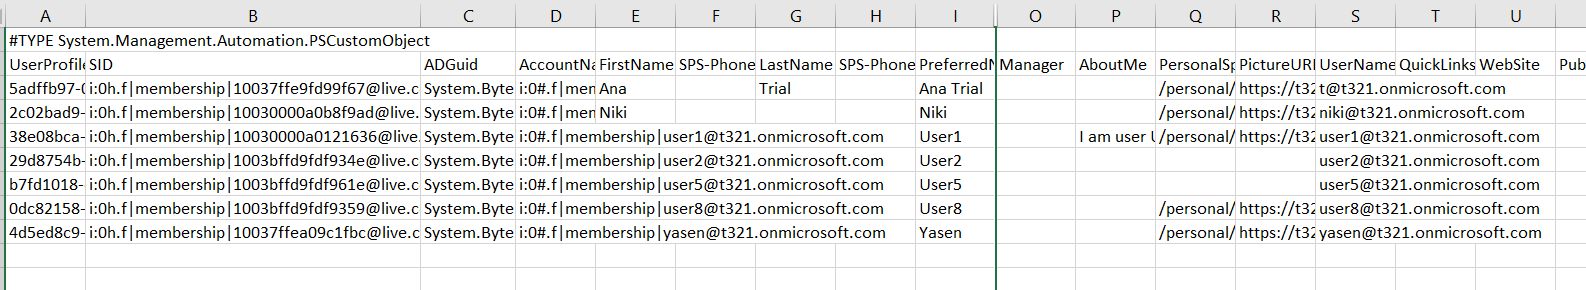 A B C D E F G H I O P Q R S T U
#TYPE System.Management.Automation.PSCustomObject
UserProfile SID ADGuid AccountNa FirstName SPS-Phone LastName SPS-Phone PreferredN Manager AboutMe PersonalSp PictureURI UserName QuickLinks WebSite Pub
5adffb97-0 i:0h.f|membership|10037ffe9fd99f67@live.c System.Byte i:0#.f|mem Ana Trial Ana Trial /personal/ https://t32 t@t321.onmicrosoft.com
2c02bad9- i:0h.f|membership|10030000a0b8f9ad@live. System.Byte i:0#.f|mem Niki Niki /personal/ https://t32 niki@t321.onmicrosoft.com
38e08bca- i:0h.f|membership|10030000a0121636@live. System.Byte i:0#.f|membership|user1@t321.onmicrosoft.com User1 I am user U /personal/ https://t32 user1@t321.onmicrosoft.com
29d8754b- i:0h.f|membership|1003bffd9fdf934e@live.c System.Byte i:0#.f|membership|user2@t321.onmicrosoft.com User2 user2@t321.onmicrosoft.com
b7fd1018- i:0h.f|membership|1003bffd9fdf961e@live.c System.Byte i:0#.f|membership|user5@t321.onmicrosoft.com User5 user5@t321.onmicrosoft.com
0dc82158- i:0h.f|membership|1003bffd9fdf9359@live.c System.Byte i:0#.f|membership|user8@t321.onmicrosoft.com User8 /personal/ https://t32 user8@t321.onmicrosoft.com
4d5ed8c9- i:0h.f|membership|10037ffea09c1fbc@live.c System.Byte i:0#.f|membership|yasen@t321.onmicrosoft.com Yasen /personal/ https://t32 yasen@t321.onmicrosoft.com